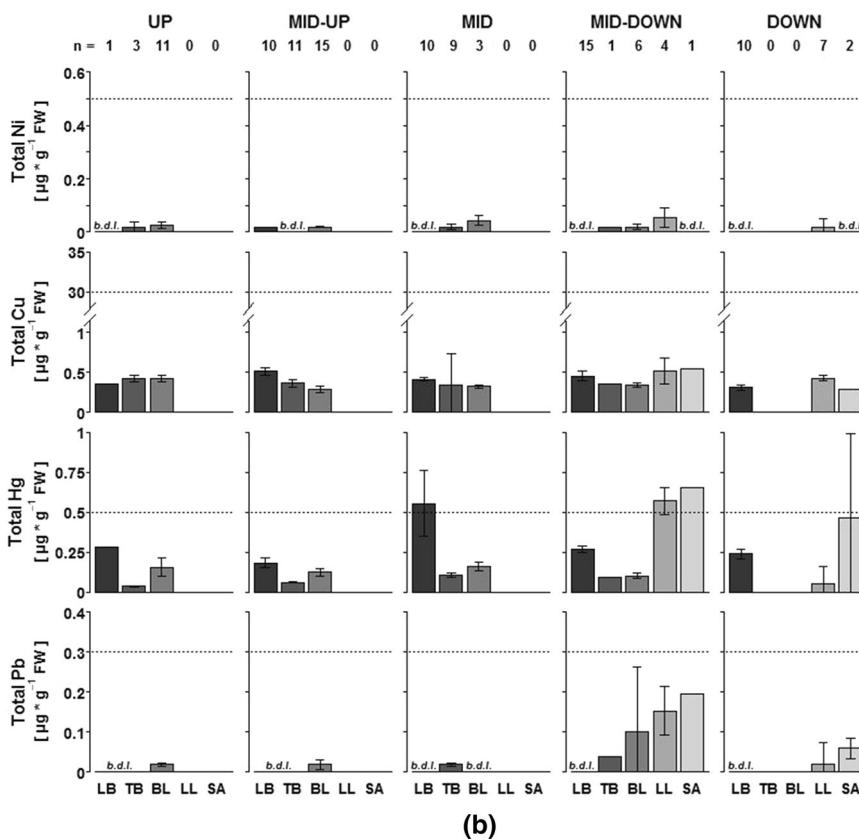 UP MID-UP MID MID-DOWN DOWN
n = 1 3 11 0 0 10 11 15 0 0 10 9 3 0 0 15 1 6 4 1 10 0 0 7 2
Total Ni
[ µg * g⁻¹ FW ]
0.6
0.4
0.2
0
b.d.l. b.d.l. b.d.l. b.d.l. b.d.l. b.d.l. b.d.l.
Total Cu
[ µg * g⁻¹ FW ]
35
30
1
0.5
0
Total Hg
[ µg * g⁻¹ FW ]
1
0.75
0.5
0.25
0
Total Pb
[ µg * g⁻¹ FW ]
0.4
0.3
0.2
0.1
0
b.d.l. b.d.l. b.d.l. b.d.l. b.d.l. b.d.l.
LB TB BL LL SA LB TB BL LL SA LB TB BL LL SA LB TB BL LL SA LB TB BL LL SA
(b)